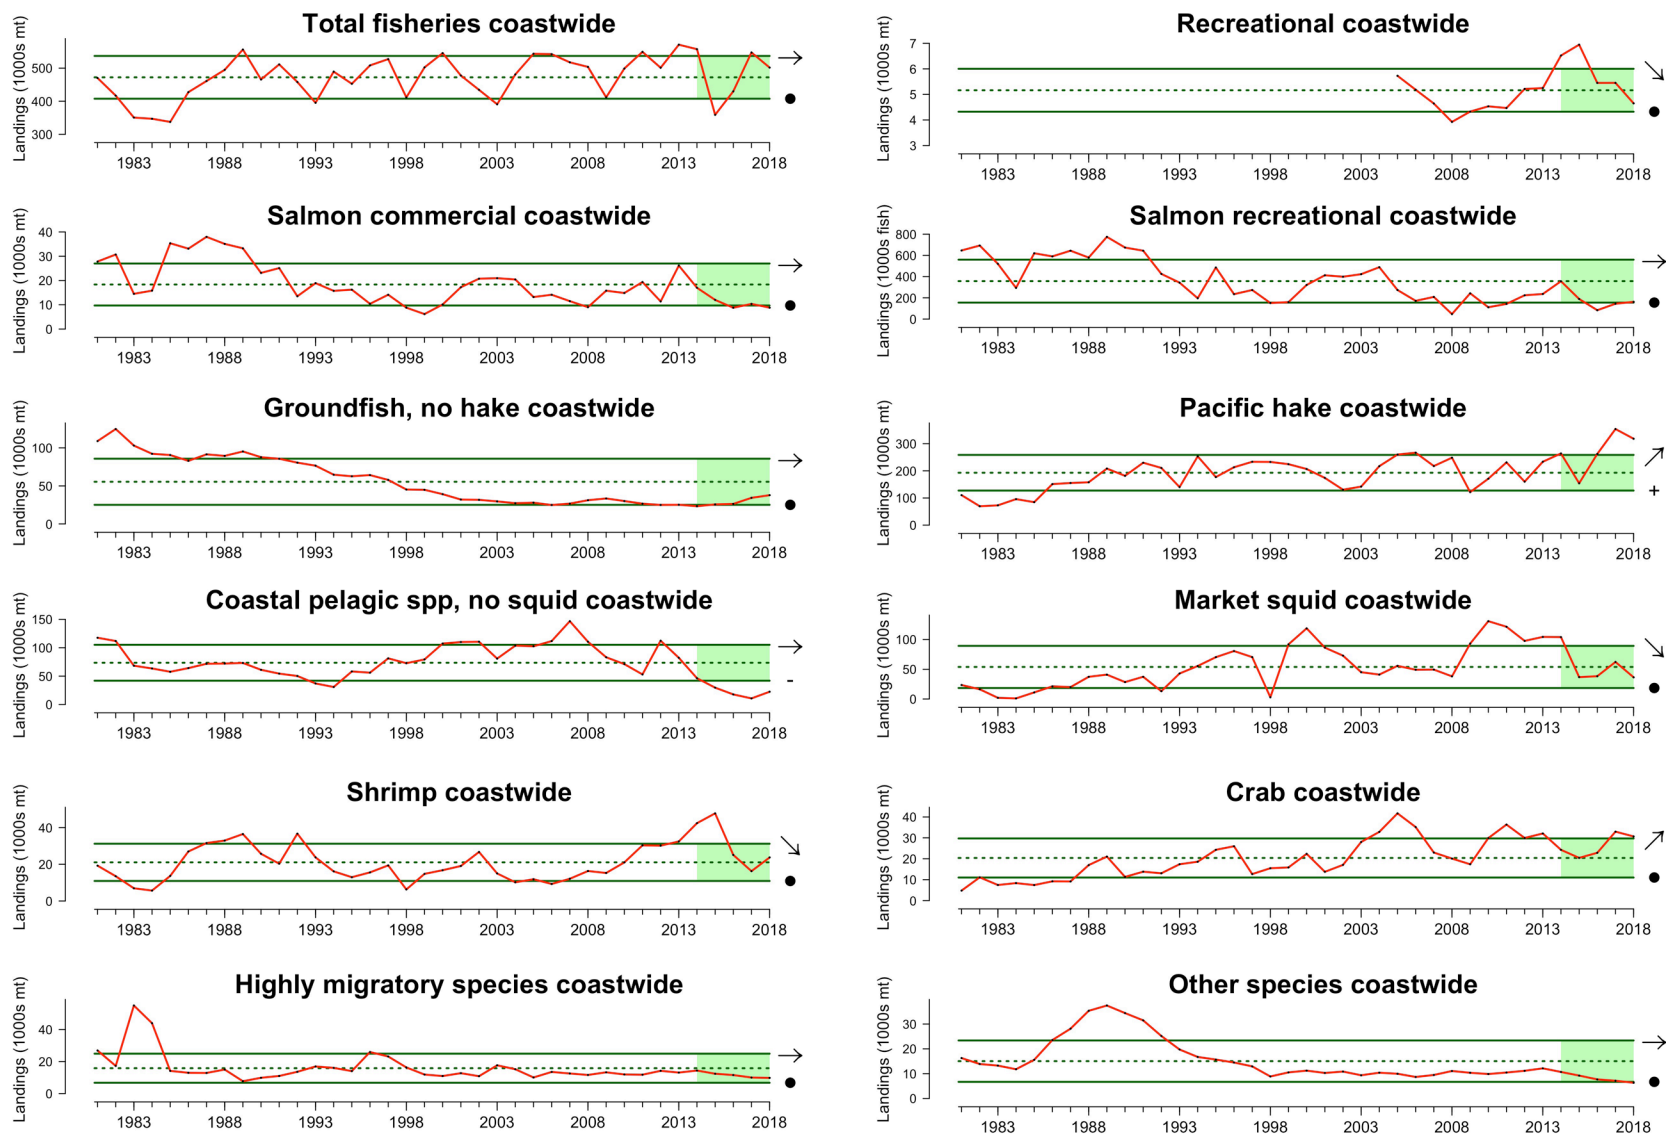 Total fisheries coastwide
Landings (1000s mt)
500
400
300
1983 1988 1993 1998 2003 2008 2013 2018
Recreational coastwide
Landings (1000s mt)
7
6
5
4
3
1983 1988 1993 1998 2003 2008 2013 2018
Salmon commercial coastwide
Landings (1000s mt)
40
30
20
10
0
1983 1988 1993 1998 2003 2008 2013 2018
Salmon recreational coastwide
Landings (1000s fish)
800
600
400
200
0
1983 1988 1993 1998 2003 2008 2013 2018
Groundfish, no hake coastwide
Landings (1000s mt)
100
50
0
1983 1988 1993 1998 2003 2008 2013 2018
Pacific hake coastwide
Landings (1000s mt)
300
200
100
0
+
1983 1988 1993 1998 2003 2008 2013 2018
Coastal pelagic spp, no squid coastwide
Landings (1000s mt)
150
100
50
0
-
1983 1988 1993 1998 2003 2008 2013 2018
Market squid coastwide
Landings (1000s mt)
100
50
0
1983 1988 1993 1998 2003 2008 2013 2018
Shrimp coastwide
Landings (1000s mt)
40
20
0
1983 1988 1993 1998 2003 2008 2013 2018
Crab coastwide
Landings (1000s mt)
40
30
20
10
0
1983 1988 1993 1998 2003 2008 2013 2018
Highly migratory species coastwide
Landings (1000s mt)
40
20
0
1983 1988 1993 1998 2003 2008 2013 2018
Other species coastwide
Landings (1000s mt)
30
20
10
0
1983 1988 1993 1998 2003 2008 2013 2018